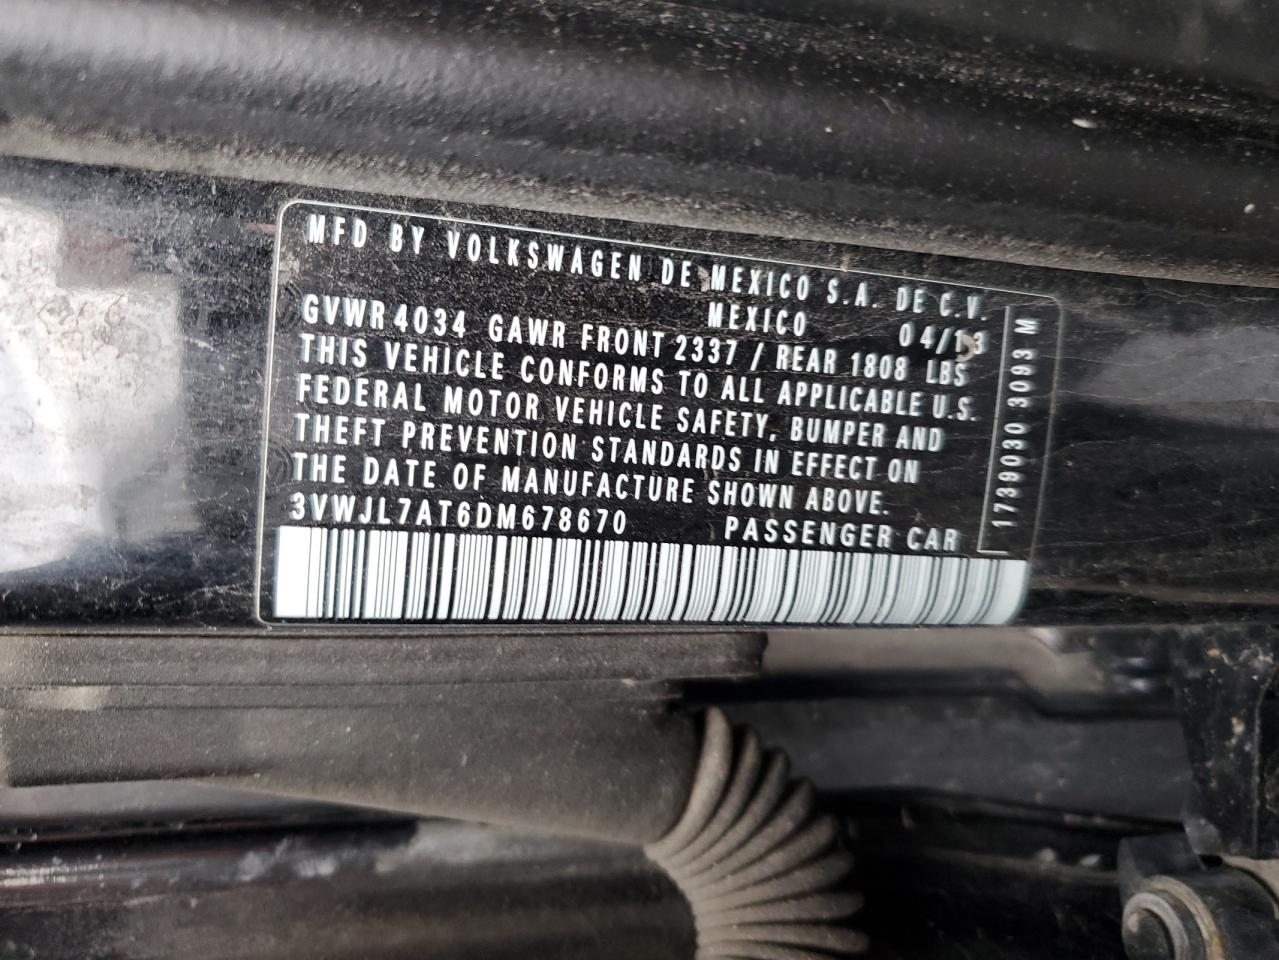 MFD BY VOLKSWAGEN DE MEXICO S.A. DE C.V.
MEXICO 04/13
GVWR 4034 GAWR FRONT 2337 / REAR 1808 LBS
THIS VEHICLE CONFORMS TO ALL APPLICABLE U.S.
FEDERAL MOTOR VEHICLE SAFETY, BUMPER AND
THEFT PREVENTION STANDARDS IN EFFECT ON
THE DATE OF MANUFACTURE SHOWN ABOVE.
3VWJL7AT6DM678670 PASSENGER CAR
1739030 3093 M